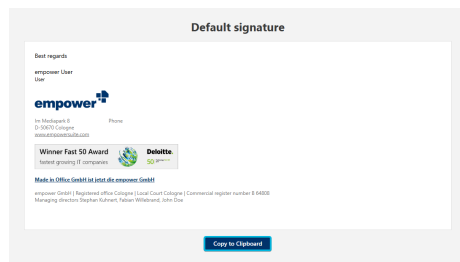 Default signature
Best regards
empower User
User
empower
Im Mediapark 8 Phone
D-50670 Cologne
www.empowersuite.com
Winner Fast 50 Award
fastest growing IT companies
Deloitte.
50
Made in Office GmbH ist jetzt die empower GmbH
empower GmbH | Registered office Cologne | Local Court Cologne | Commercial register number B 64808
Managing directors Stephan Kuhnert, Fabian Willebrand, John Doe
Copy to Clipboard